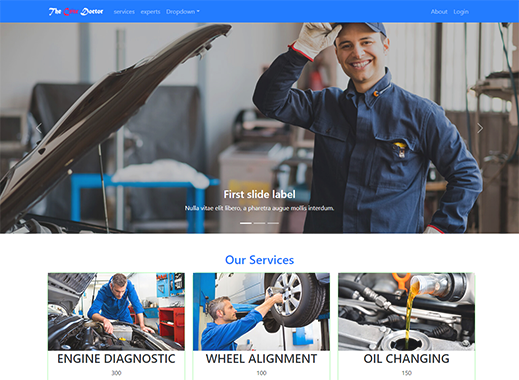 The Car Doctor
services experts Dropdown
About Login
First slide label
Nulla vitae elit libero, a pharetra augue mollis interdum.
Our Services
ENGINE DIAGNOSTIC
300
WHEEL ALIGNMENT
100
OIL CHANGING
150